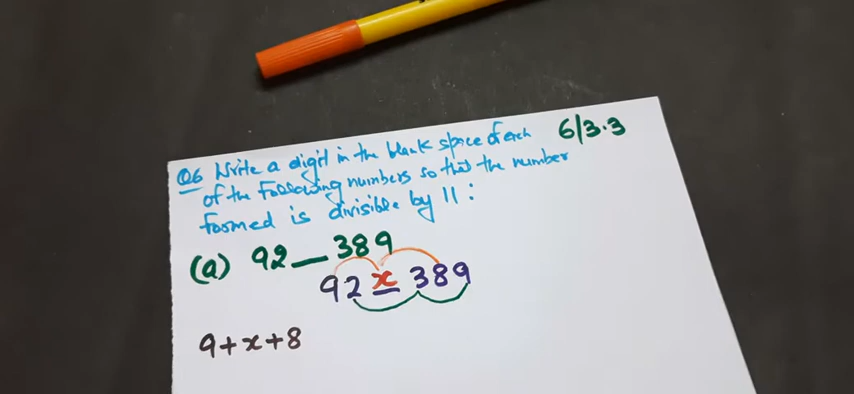 Q6 Write a digit in the blank space of each 6/3.3
of the following numbers so that the number
formed is divisible by 11 :
(a) 92_389
92x389
9+x+8